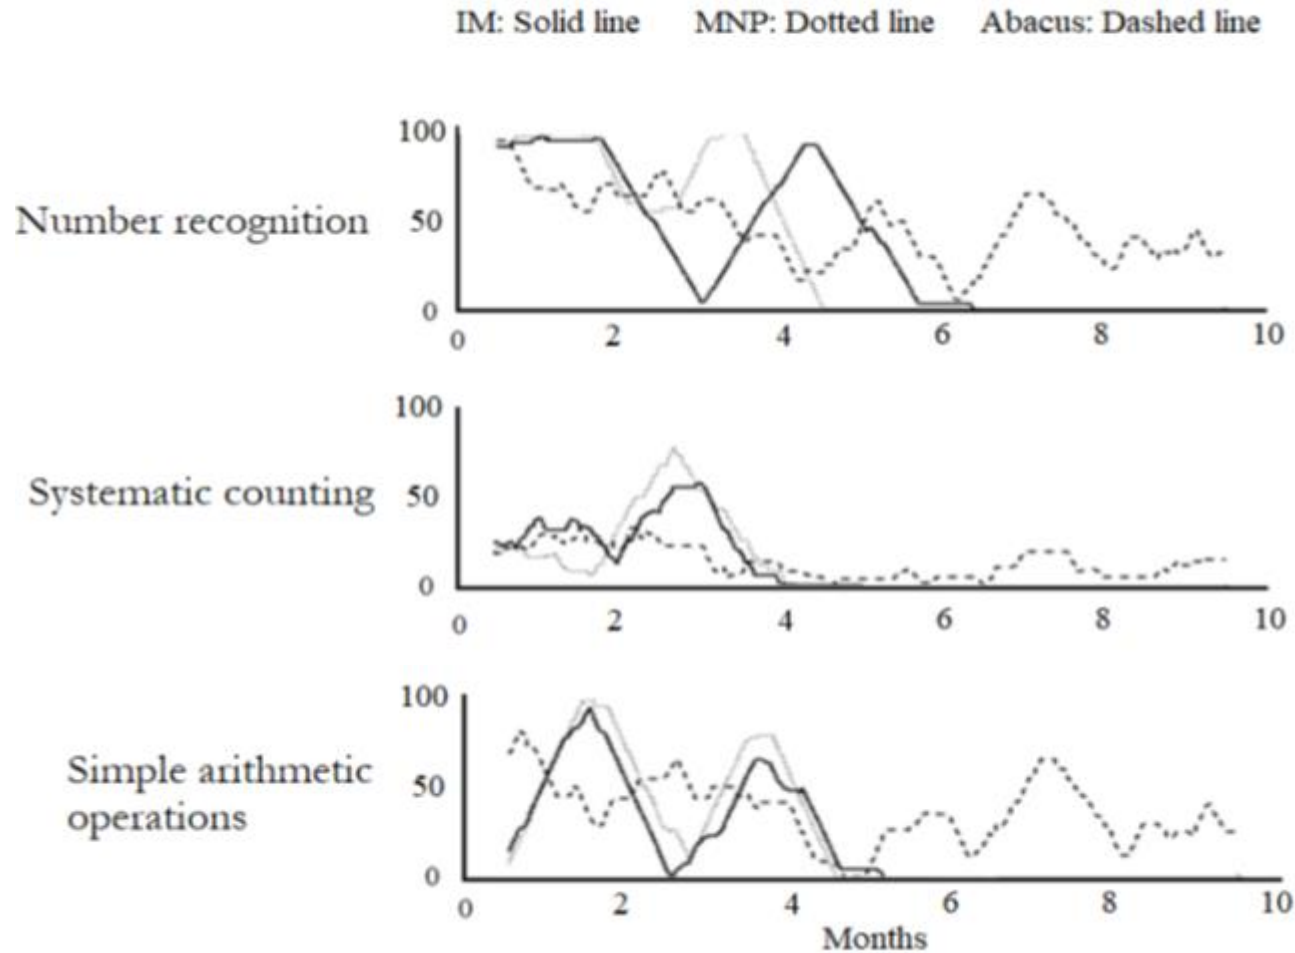 IM: Solid line MNP: Dotted line Abacus: Dashed line
100
Number recognition
50
0
0 2 4 6 8 10
100
Systematic counting
50
0
0 2 4 6 8 10
100
Simple arithmetic
operations
50
0
0 2 4 6 8 10
Months